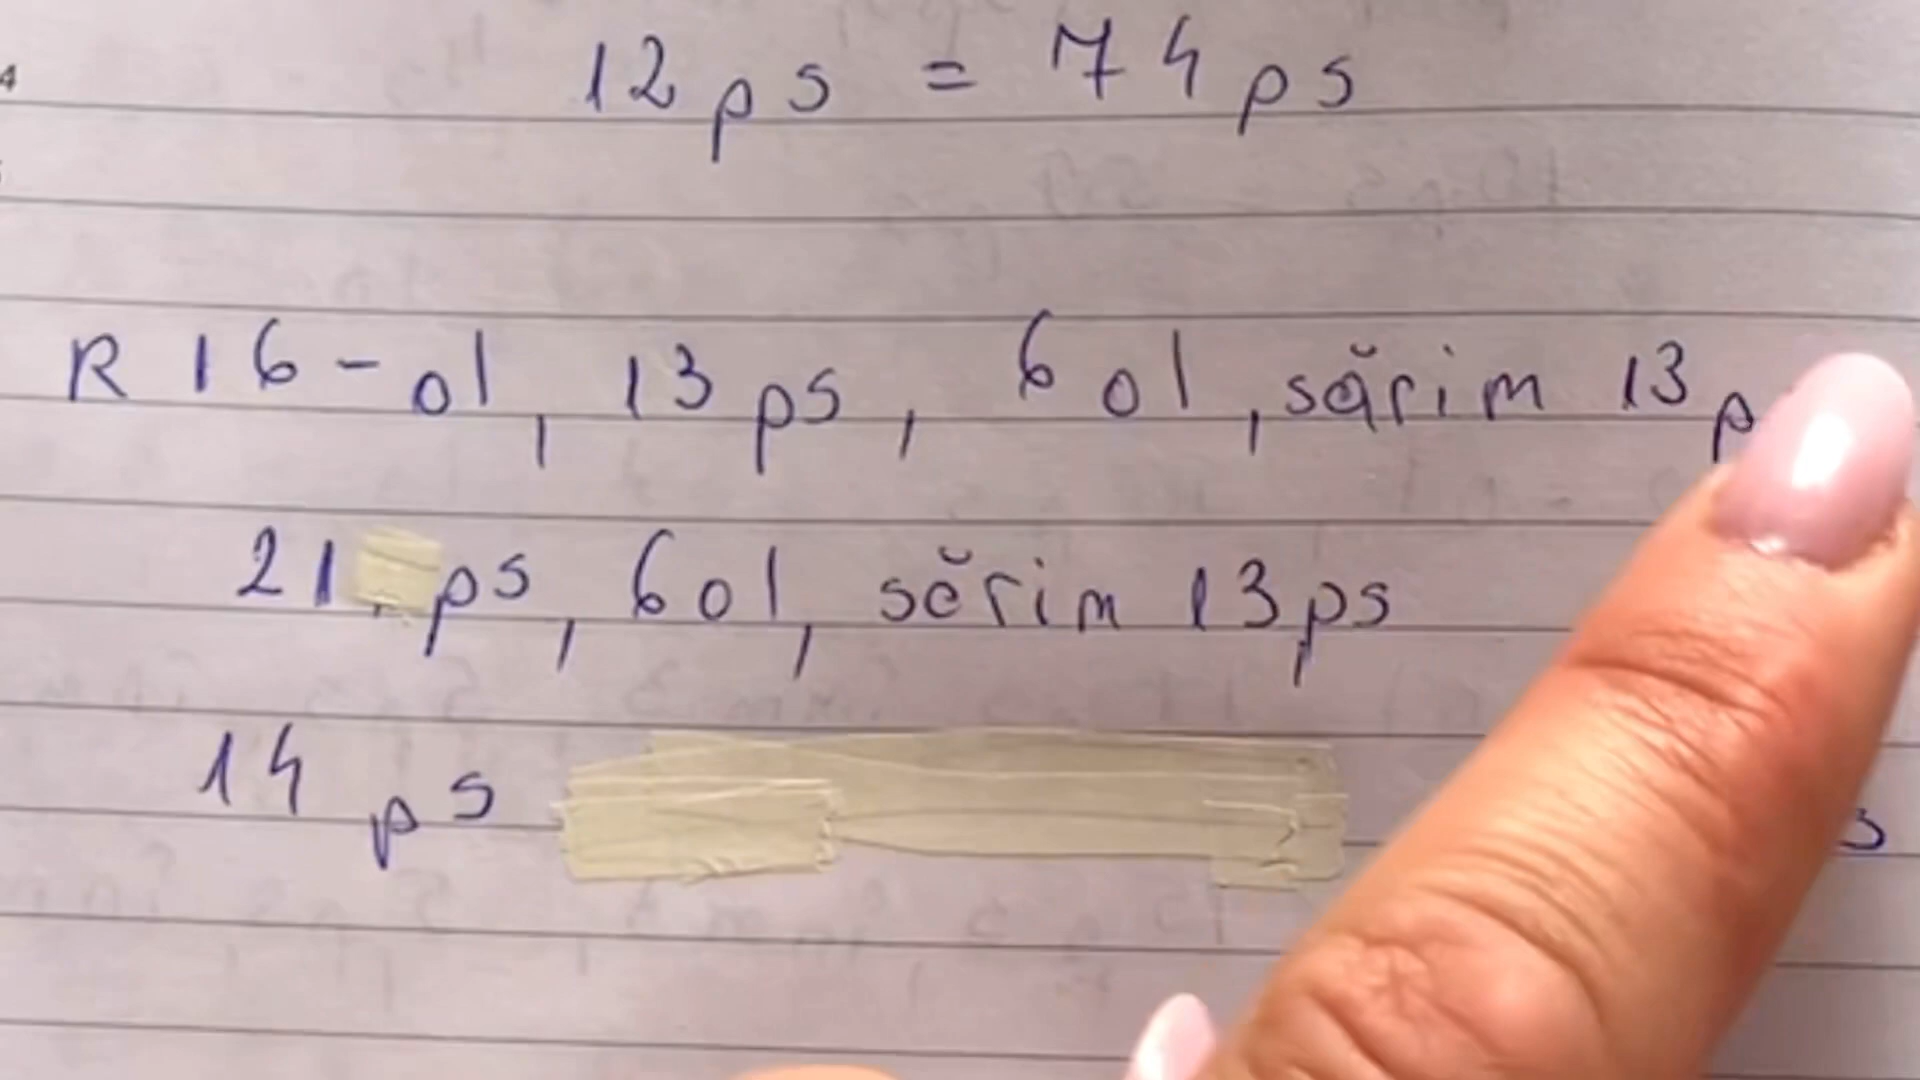 12 ps = 74 ps
R 16 - ol, 13 ps, 6 ol, sărim 13 p
21 ps, 6 ol, sĕrim 13 ps
14 ps